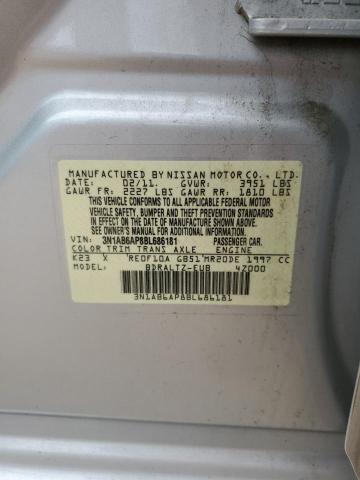 MANUFACTURED BY NISSAN MOTOR CO., LTD.
DATE: 02/11. GVWR: 3951 LBS
GAWR FR: 2227 LBS GAWR RR: 1810 LBS
THIS VEHICLE CONFORMS TO ALL APPLICABLE FEDERAL MOTOR
VEHICLE SAFETY, BUMPER AND THEFT PREVENTION STANDARDS
IN EFFECT ON THE DATE OF MANUFACTURE SHOWN ABOVE.
SEE OWNER'S MANUAL FOR ADDITIONAL INFORMATION.
VIN: 3N1AB6AP8BL686181 PASSENGER CAR.
COLOR TRIM TRANS AXLE ENGINE
K23 X RE0F10A GB51 MR20DE 1997 CC
MODEL: BDRALTZ-EUB 4Z000
3N1AB6AP8BL686181